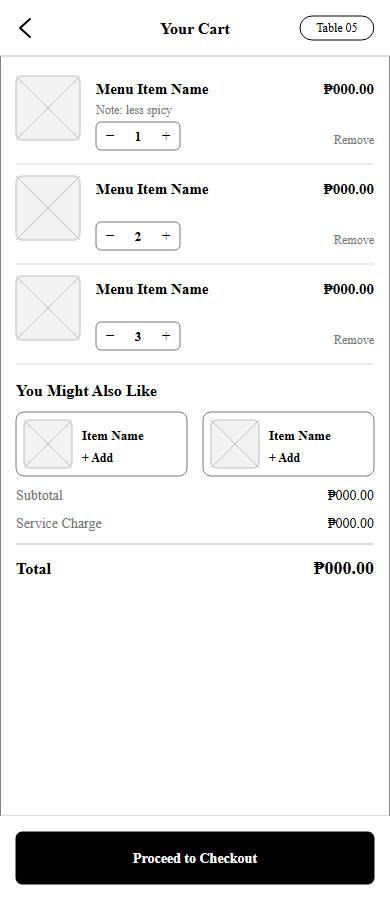 Your Cart
Table 05
Menu Item Name ₱000.00
Note: less spicy
− 1 + Remove
Menu Item Name ₱000.00
− 2 + Remove
Menu Item Name ₱000.00
− 3 + Remove
You Might Also Like
Item Name
+ Add
Item Name
+ Add
Subtotal ₱000.00
Service Charge ₱000.00
Total ₱000.00
Proceed to Checkout